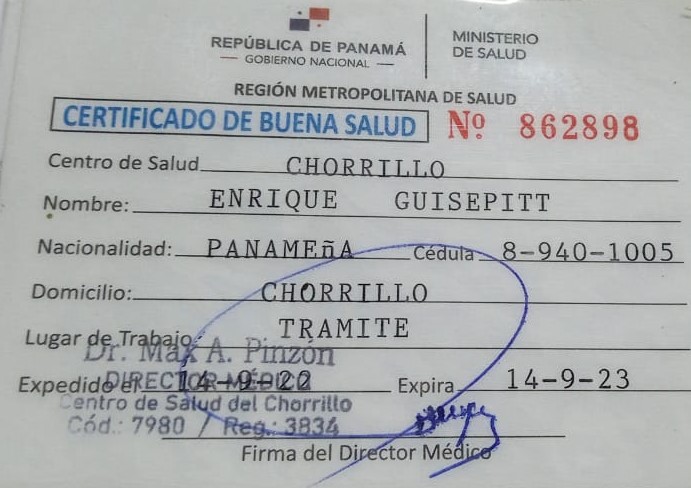 REPÚBLICA DE PANAMÁ
— GOBIERNO NACIONAL —
MINISTERIO
DE SALUD
REGIÓN METROPOLITANA DE SALUD
CERTIFICADO DE BUENA SALUD Nº 862898
Centro de Salud CHORRILLO
Nombre: ENRIQUE GUISEPITT
Nacionalidad: PANAMEñA Cédula 8-940-1005
Domicilio: CHORRILLO
Lugar de Trabajo: TRAMITE
Dr. Max A. Pinzón
Expedido el 14-9-22 Expira 14-9-23
DIRECTOR MÉDICO
Centro de Salud del Chorrillo
Cód.: 7980 / Reg.: 3834
Firma del Director Médico